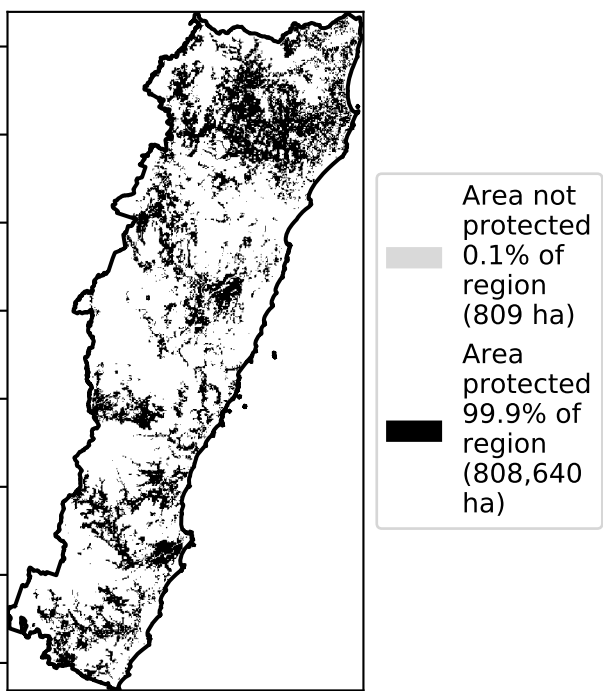 Area not
protected
0.1% of
region
(809 ha)
Area
protected
99.9% of
region
(808,640
ha)